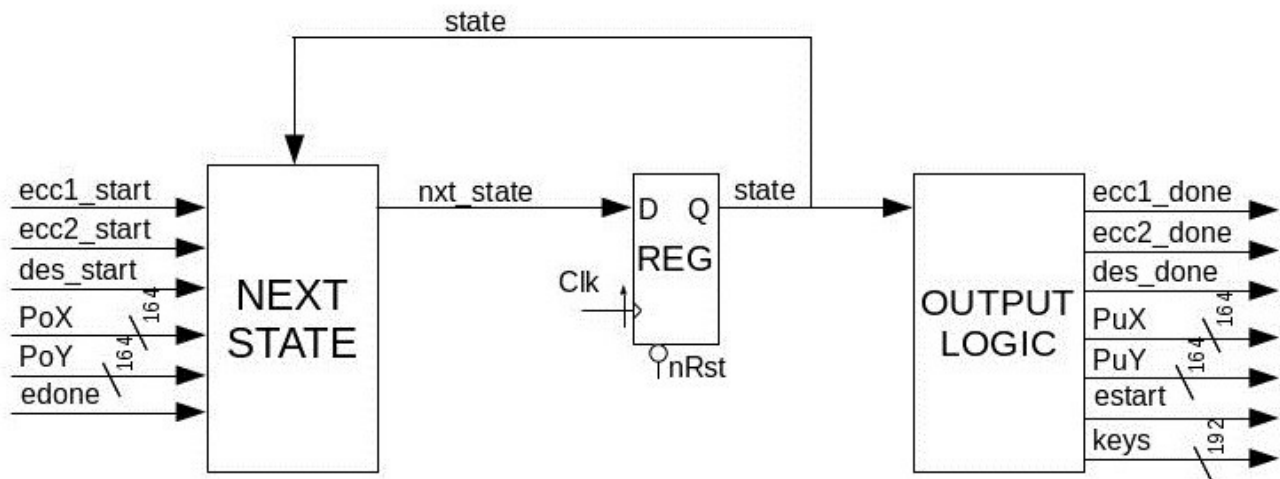 state
ecc1_start
ecc2_start
des_start
PoX
164
PoY
164
edone
NEXT
STATE
nxt_state
D Q
REG
Clk
nRst
state
OUTPUT
LOGIC
ecc1_done
ecc2_done
des_done
PuX
164
PuY
164
estart
keys
192